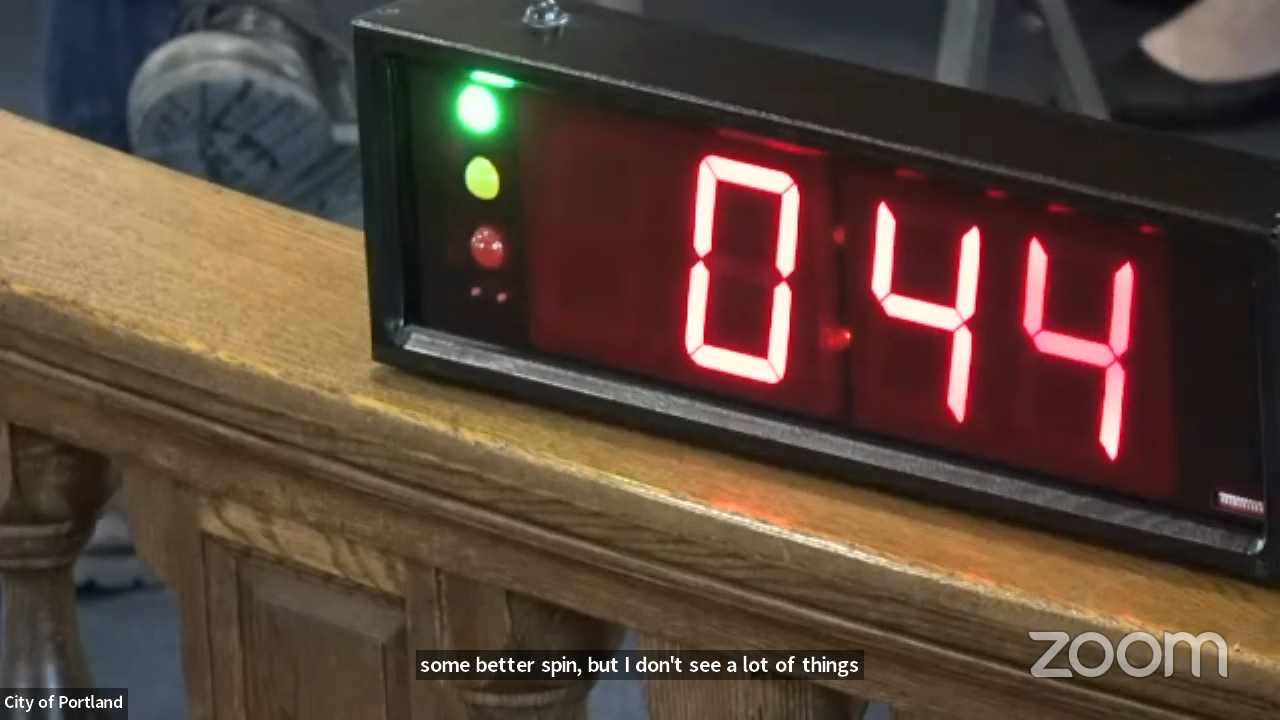 0:44
some better spin, but I don't see a lot of things
zoom
City of Portland